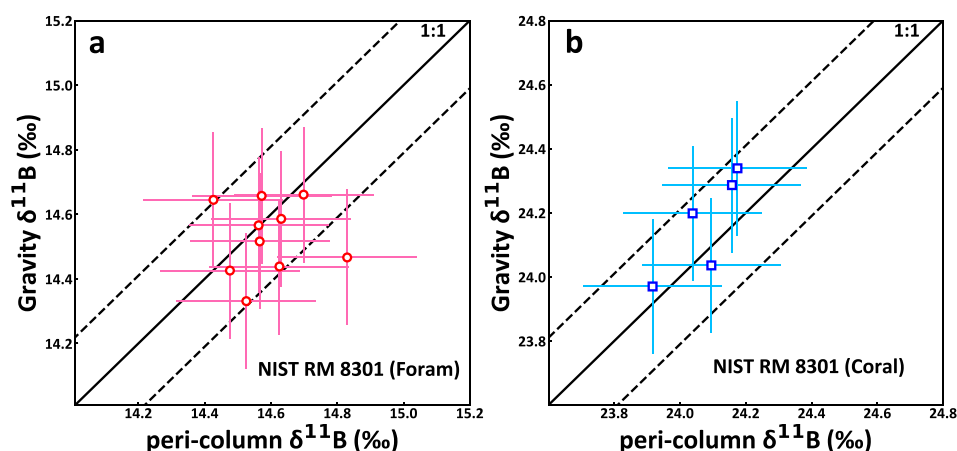 a
1:1
15.2
15.0
14.8
14.6
14.4
14.2
Gravity δ¹¹B (‰)
NIST RM 8301 (Foram)
14.2 14.4 14.6 14.8 15.0 15.2
peri-column δ¹¹B (‰)
b
1:1
24.8
24.6
24.4
24.2
24.0
23.8
Gravity δ¹¹B (‰)
NIST RM 8301 (Coral)
23.8 24.0 24.2 24.4 24.6 24.8
peri-column δ¹¹B (‰)